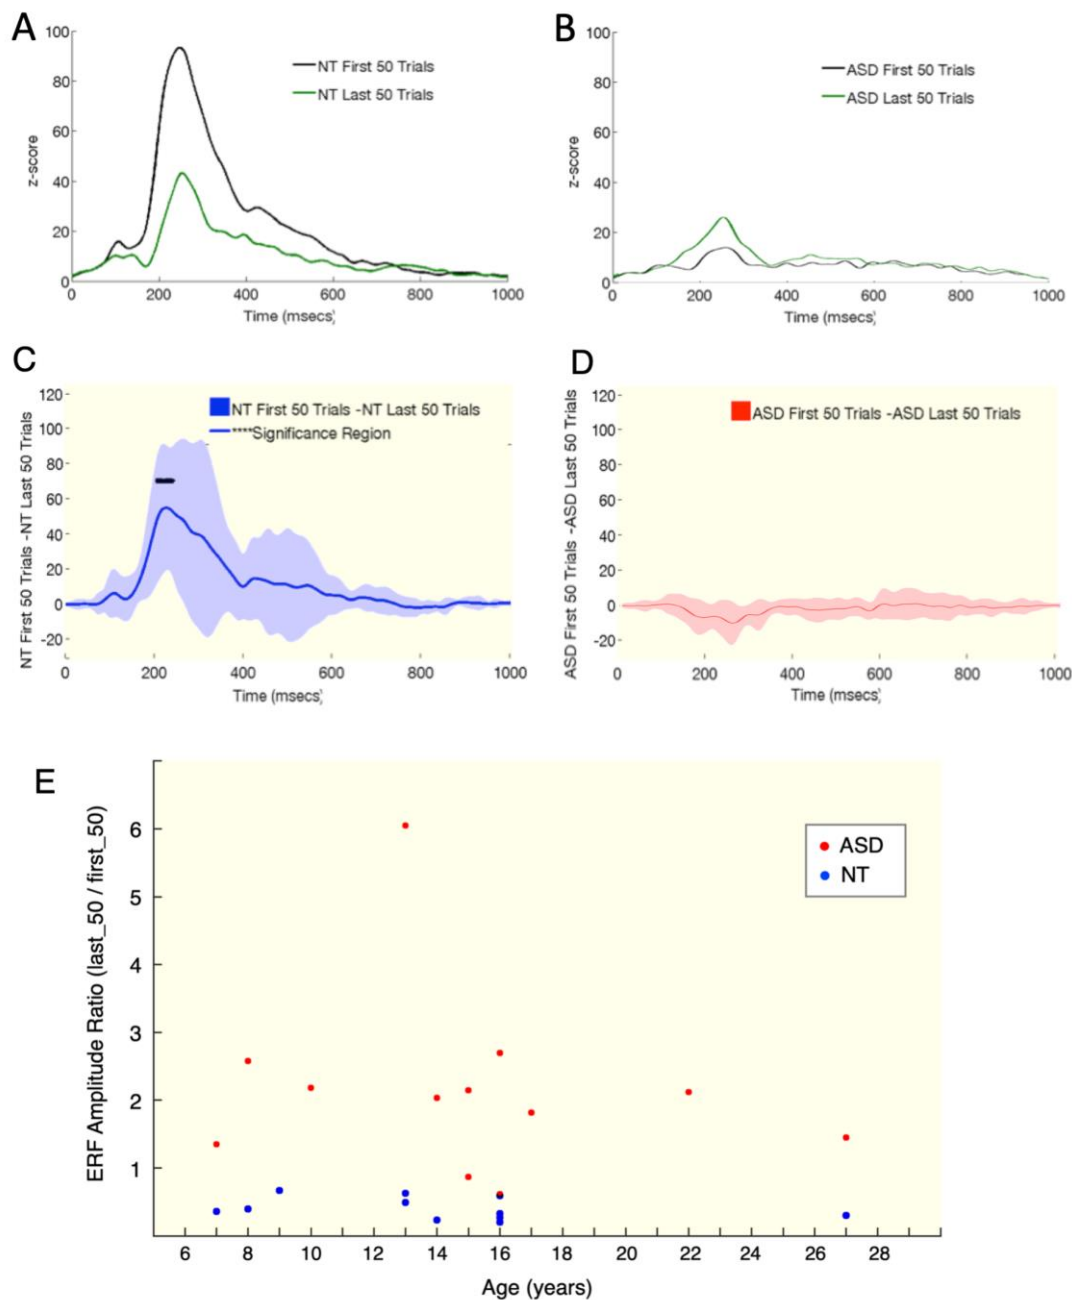 A
100
80
60
40
20
0
z-score
NT First 50 Trials
NT Last 50 Trials
0 200 400 600 800 1000
Time (msecs)
B
100
80
60
40
20
0
z-score
ASD First 50 Trials
ASD Last 50 Trials
0 200 400 600 800 1000
Time (msecs)
C
120
100
80
60
40
20
0
-20
NT First 50 Trials -NT Last 50 Trials
NT First 50 Trials -NT Last 50 Trials
****Significance Region
0 200 400 600 800 1000
Time (msecs)
D
120
100
80
60
40
20
0
-20
ASD First 50 Trials -ASD Last 50 Trials
ASD First 50 Trials -ASD Last 50 Trials
0 200 400 600 800 1000
Time (msecs)
E
ERF Amplitude Ratio (last_50 / first_50)
6
5
4
3
2
1
ASD
NT
6 8 10 12 14 16 18 20 22 24 26 28
Age (years)